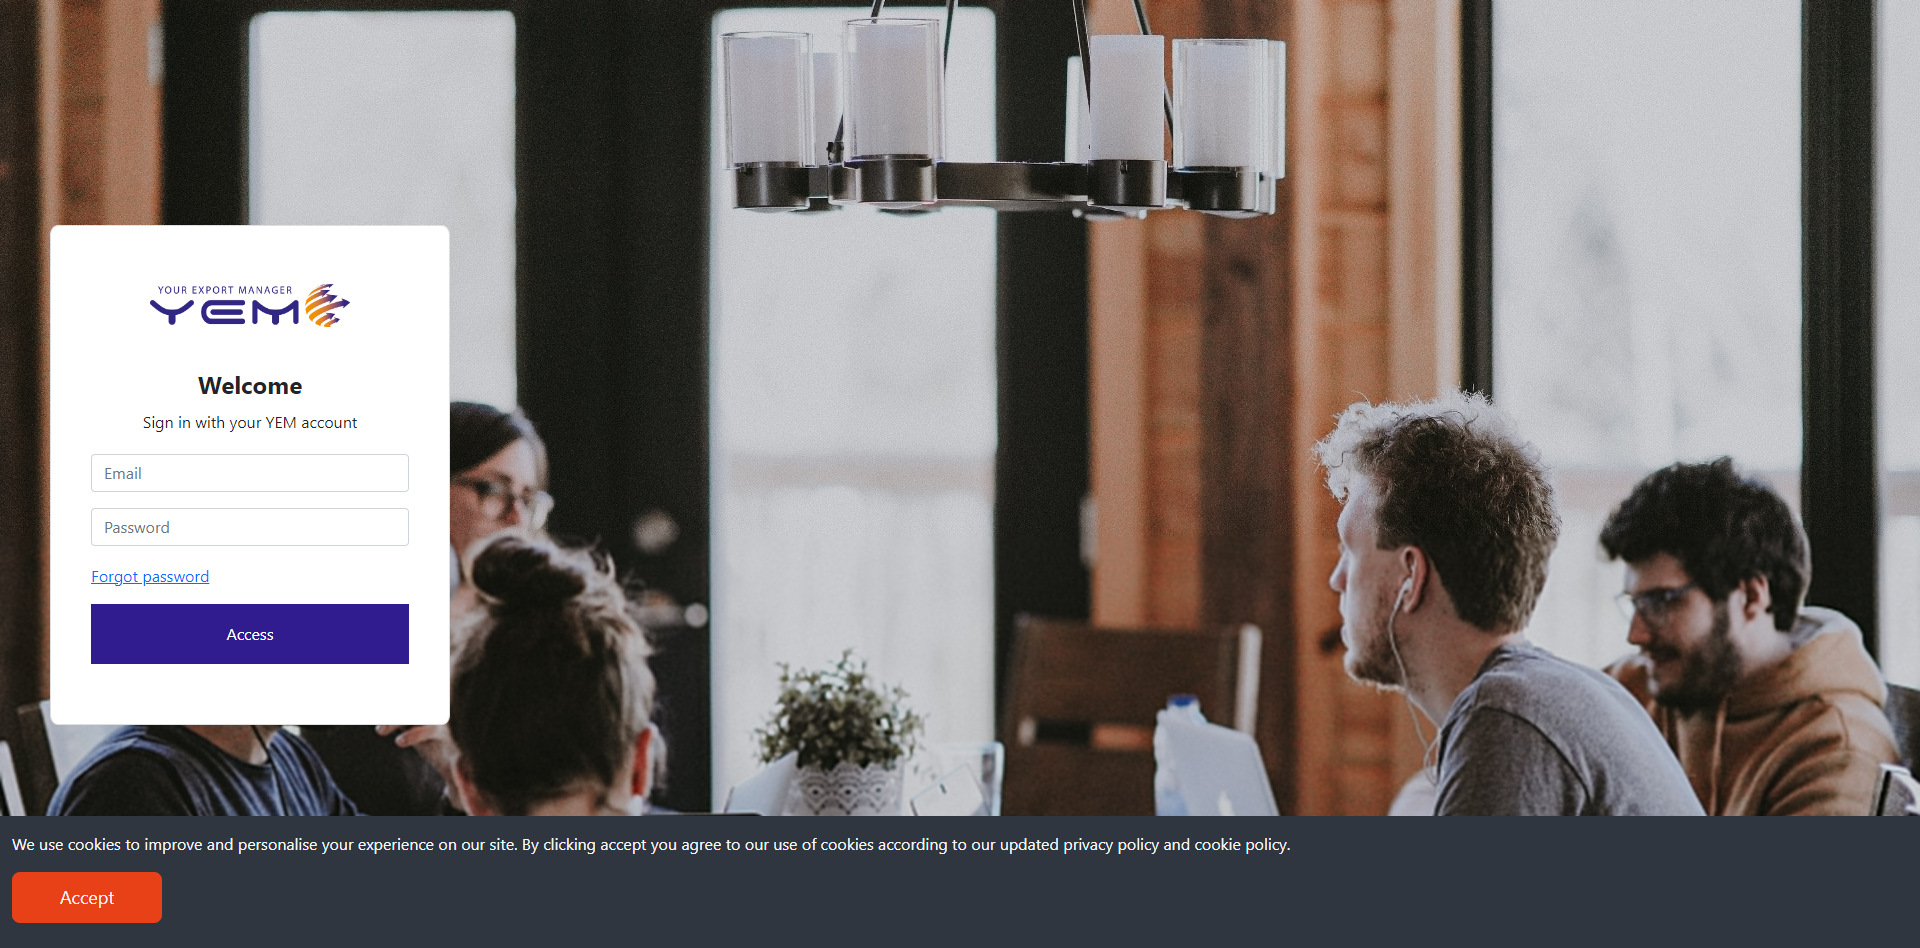 YOUR EXPORT MANAGER
YEM
Welcome
Sign in with your YEM account
Email
Password
Forgot password
Access
We use cookies to improve and personalise your experience on our site. By clicking accept you agree to our use of cookies according to our updated privacy policy and cookie policy.
Accept